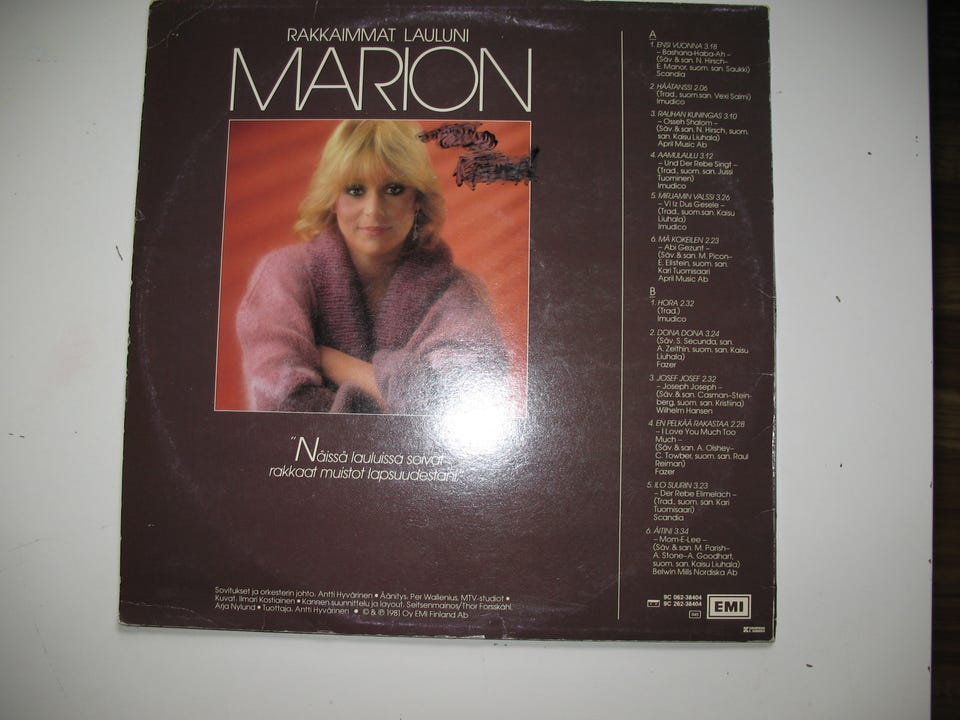 RAKKAIMMAT LAULUNI
MARION
"Näissä lauluissa soivat
rakkaat muistot lapsuudestani."
Sovitukset ja orkesterin johto. Antti Hyvärinen • Äänitys. Per Wallenius, MTV-studiot •
Kuvat. Ilmari Kostiainen • Kannen suunnittelu ja layout. Seitsenmainos/Thor Forsskåhl,
Arja Nylund • Tuottaja. Antti Hyvärinen • © & ℗ 1981 Oy EMI Finland Ab
A
1. ENSI VUONNA 3.18
– Bashana-Haba-Ah –
(Säv. & san. N. Hirsch–
E. Manor, suom. san. Saukki)
Scandia
2. HÄÄTANSSI 2.06
(Trad., suom.san. Vexi Salmi)
Imudico
3. RAUHAN KUNINGAS 3.10
– Osseh Shalom –
(Säv. & san. N. Hirsch, suom.
san. Kaisu Liuhala)
April Music Ab
4. AAMULAULU 3.12
– Und Der Rebe Singt –
(Trad., suom. san. Jussi
Tuominen)
Imudico
5. MIRJAMIN VALSSI 3.26
– Vi Iz Dus Gesele –
(Trad., suom.san. Kaisu
Liuhala)
Imudico
6. MÄ KOKEILEN 2.23
– Abi Gezunt –
(Säv. & san. M. Picon–
E. Ellstein, suom. san.
Kari Tuomisaari)
April Music Ab
B
1. HORA 2.32
(Trad.)
Imudico
2. DONA DONA 3.24
(Säv. S. Secunda, san.
A. Zeithin, suom. san. Kaisu
Liuhala)
Fazer
3. JOSEF JOSEF 2.32
– Joseph Joseph –
(Säv. & san. Casman-Stein-
berg, suom. san. Kristiina)
Wilhelm Hansen
4. EN PELKÄÄ RAKASTAA 2.28
– I Love You Much Too
Much –
(Säv. & san. A. Olshey–
C. Towber, suom. san. Raul
Reiman)
Fazer
5. ILO SUURIN 3.23
– Der Rebe Elimelach –
(Trad., suom. san. Kari
Tuomisaari)
Scandia
6. ÄITINI 3.34
– Mom-E-Lee –
(Säv. & san. M. Parish–
A. Stone–A. Goodhart,
suom. san. Kaisu Liuhala)
Belwin Mills Nordiska Ab
9C 062-38404
9C 262-38404
EMI